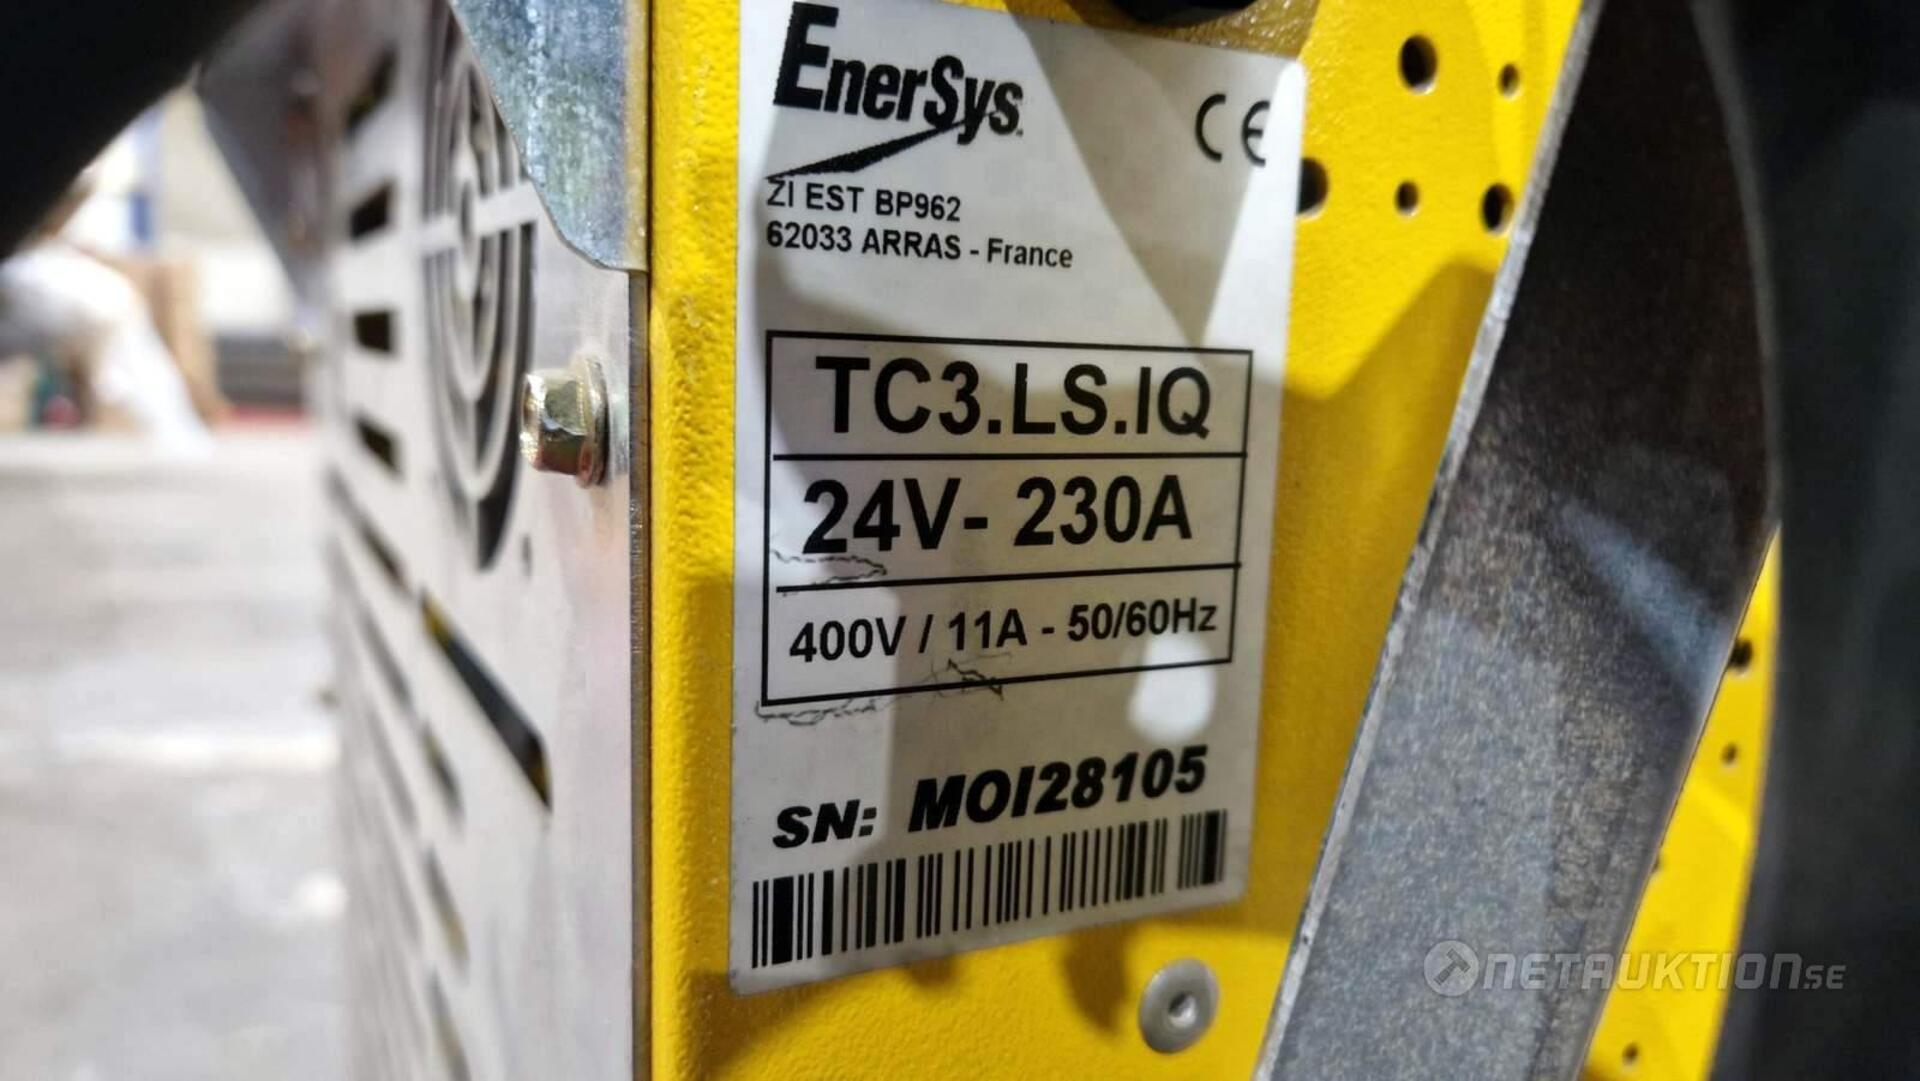 EnerSys
CE
ZI EST BP962
62033 ARRAS - France
TC3.LS.IQ
24V- 230A
400V / 11A - 50/60Hz
SN: MOI28105
NETAUKTION.SE